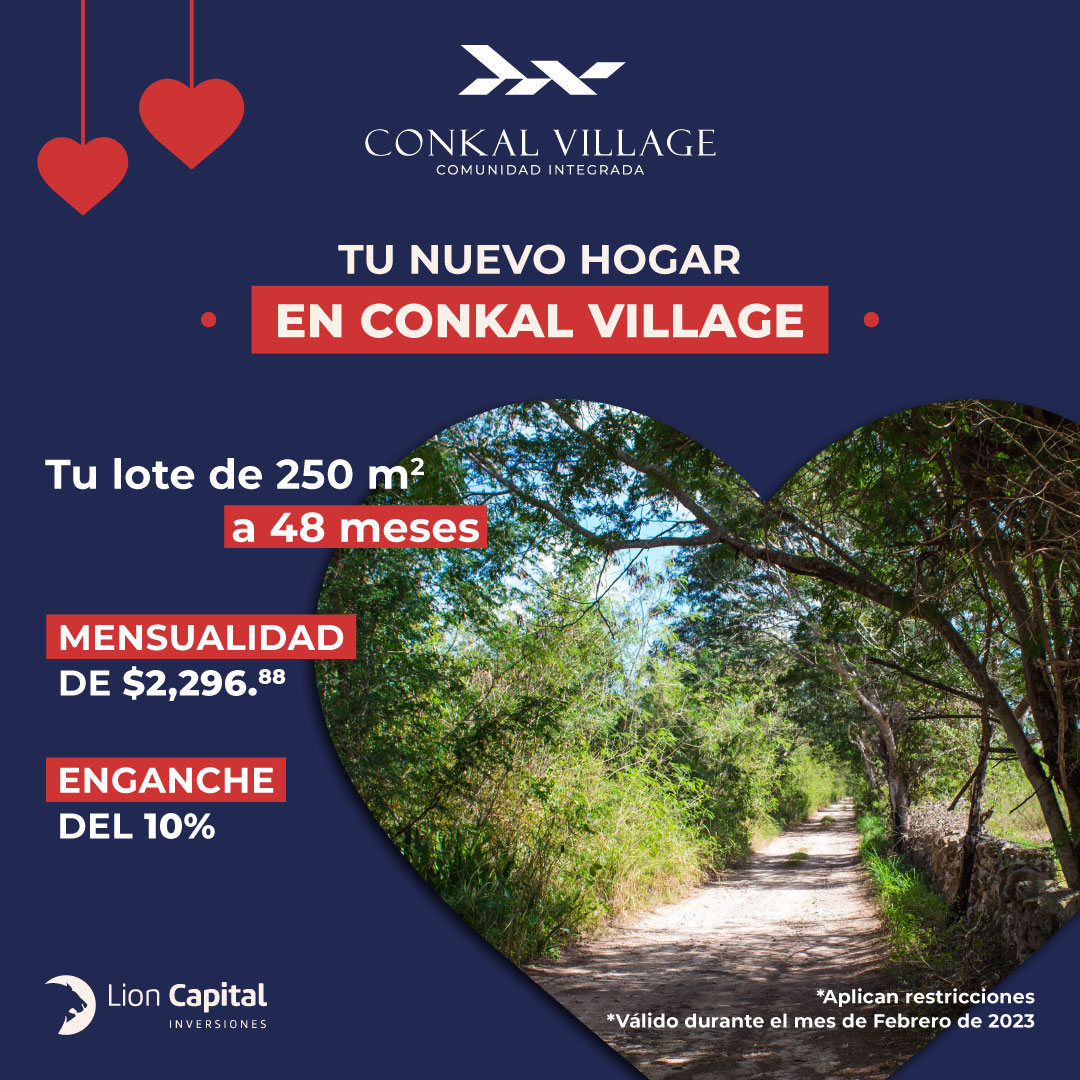 CONKAL VILLAGE
COMUNIDAD INTEGRADA
TU NUEVO HOGAR
EN CONKAL VILLAGE
Tu lote de 250 m²
a 48 meses
MENSUALIDAD
DE $2,296.⁸⁸
ENGANCHE
DEL 10%
Lion Capital
INVERSIONES
*Aplican restricciones
*Válido durante el mes de Febrero de 2023